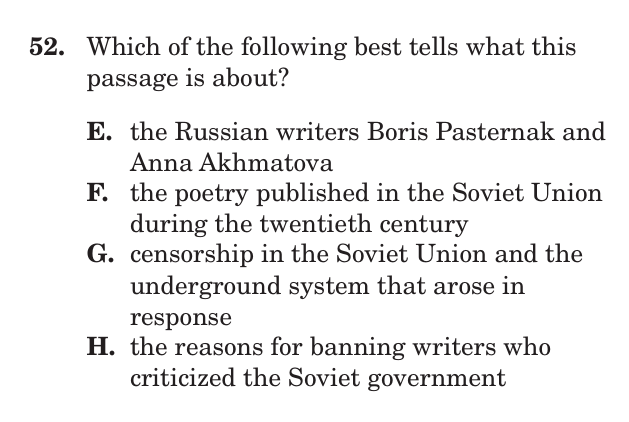 52. Which of the following best tells what this
passage is about?
E. the Russian writers Boris Pasternak and
Anna Akhmatova
F. the poetry published in the Soviet Union
during the twentieth century
G. censorship in the Soviet Union and the
underground system that arose in
response
H. the reasons for banning writers who
criticized the Soviet government